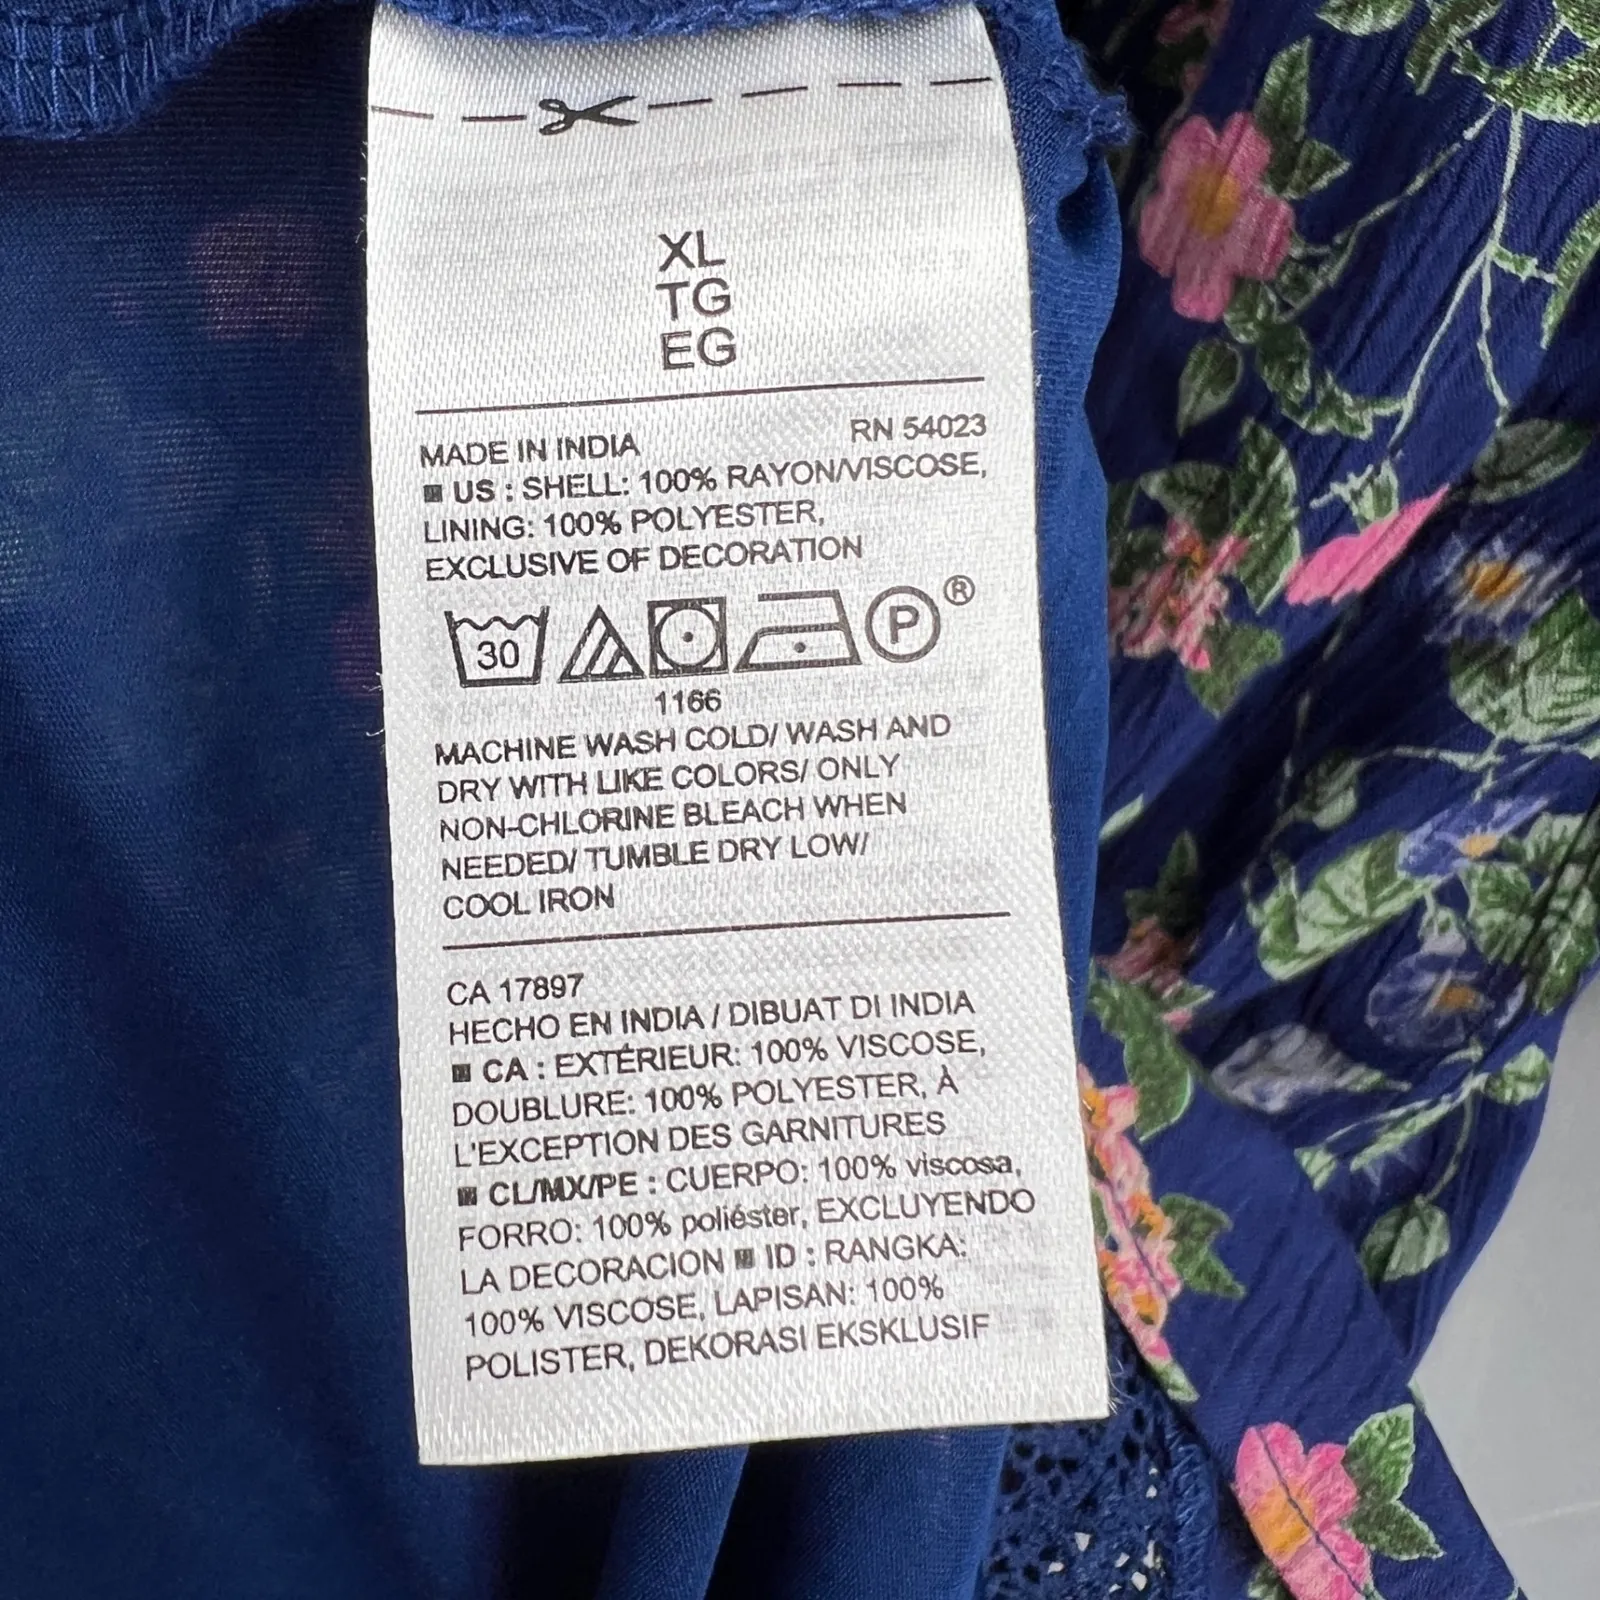 XL
TG
EG
MADE IN INDIA RN 54023
US : SHELL: 100% RAYON/VISCOSE,
LINING: 100% POLYESTER,
EXCLUSIVE OF DECORATION
30 P ®
1166
MACHINE WASH COLD/ WASH AND
DRY WITH LIKE COLORS/ ONLY
NON-CHLORINE BLEACH WHEN
NEEDED/ TUMBLE DRY LOW/
COOL IRON
CA 17897
HECHO EN INDIA / DIBUAT DI INDIA
CA : EXTÉRIEUR: 100% VISCOSE,
DOUBLURE: 100% POLYESTER, À
L'EXCEPTION DES GARNITURES
CL/MX/PE : CUERPO: 100% viscosa,
FORRO: 100% poliéster, EXCLUYENDO
LA DECORACION ID : RANGKA:
100% VISCOSE, LAPISAN: 100%
POLISTER, DEKORASI EKSKLUSIF